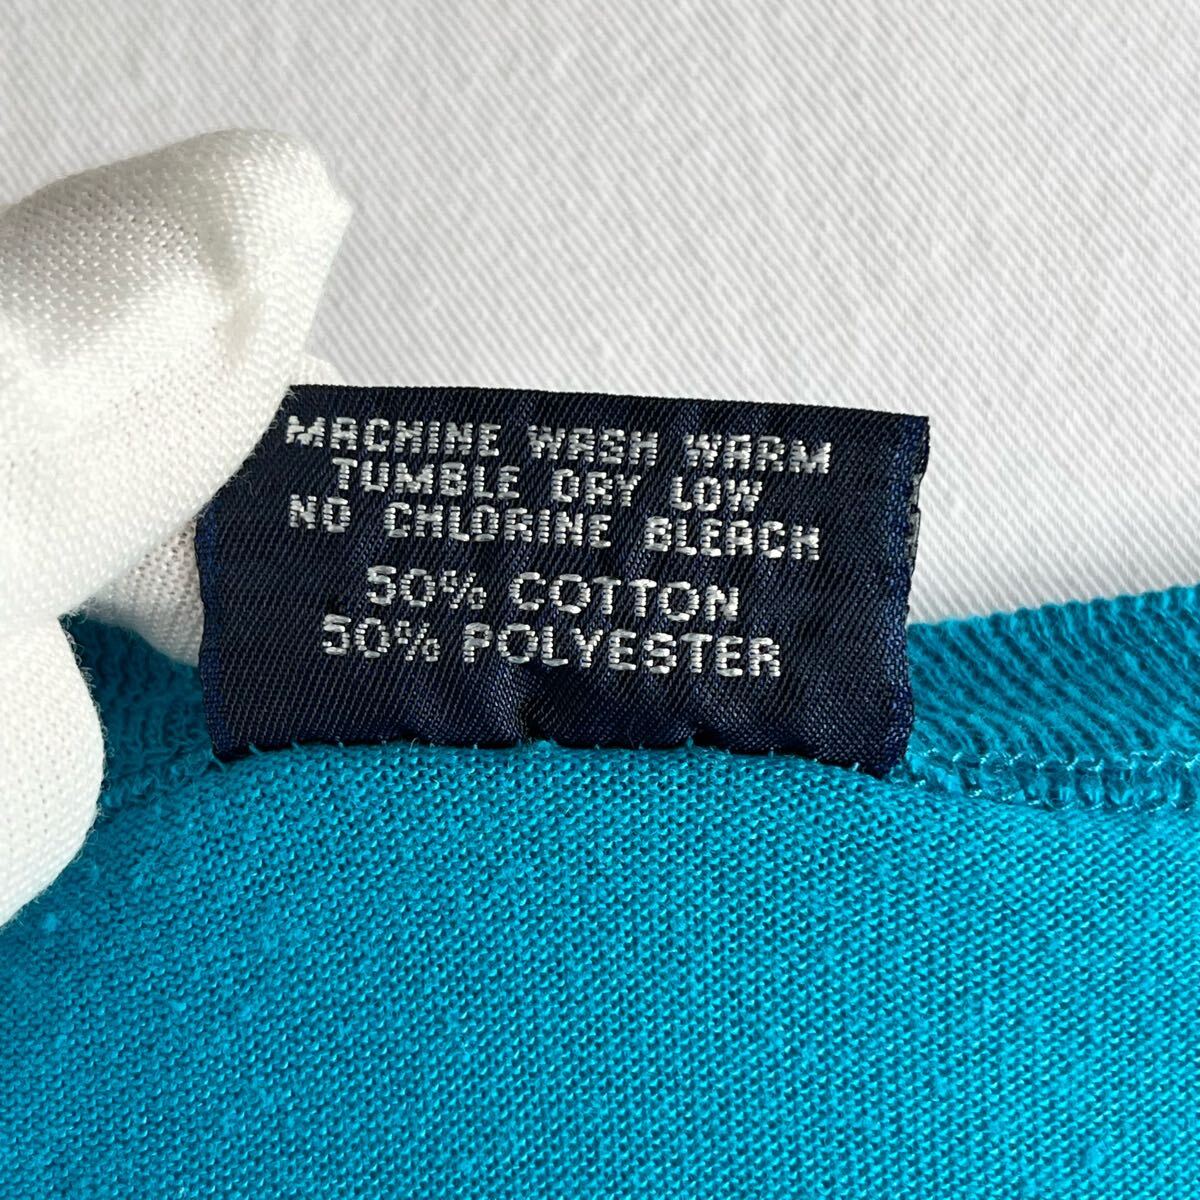 MACHINE WASH WARM
TUMBLE DRY LOW
NO CHLORINE BLEACH
50% COTTON
50% POLYESTER